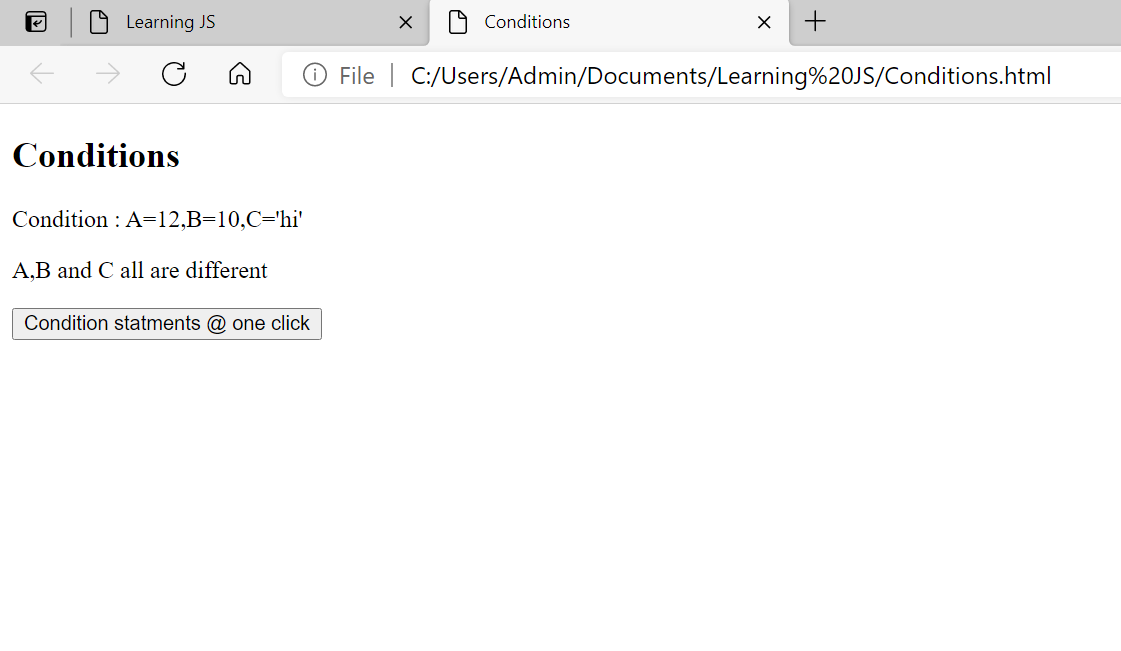 Learning JS
Conditions
File
C:/Users/Admin/Documents/Learning%20JS/Conditions.html
Conditions
Condition : A=12,B=10,C='hi'
A,B and C all are different
Condition statments @ one click